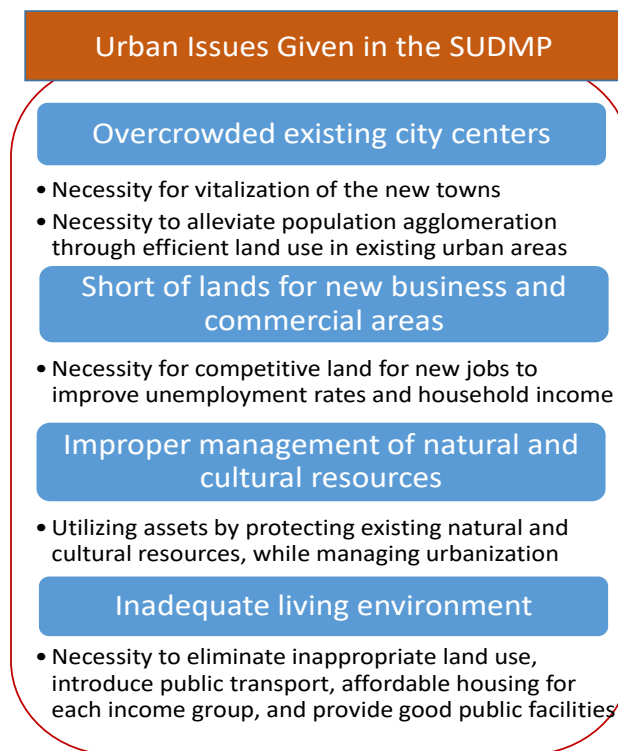 Urban Issues Given in the SUDMP
Overcrowded existing city centers
• Necessity for vitalization of the new towns
• Necessity to alleviate population agglomeration
through efficient land use in existing urban areas
Short of lands for new business and
commercial areas
• Necessity for competitive land for new jobs to
improve unemployment rates and household income
Improper management of natural and
cultural resources
• Utilizing assets by protecting existing natural and
cultural resources, while managing urbanization
Inadequate living environment
• Necessity to eliminate inappropriate land use,
introduce public transport, affordable housing for
each income group, and provide good public facilities